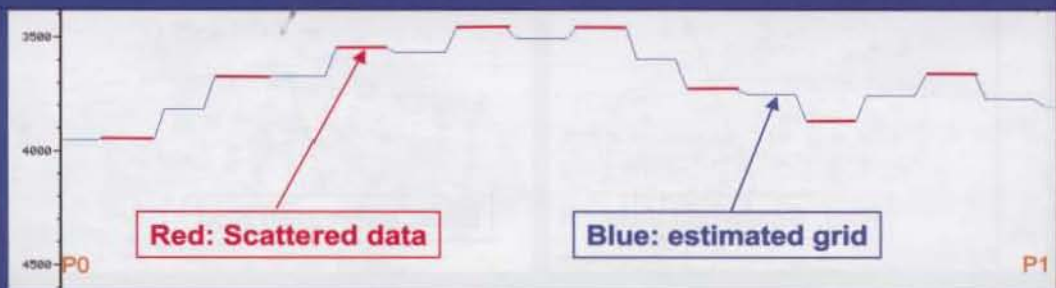 3500
4000
Red: Scattered data
Blue: estimated grid
4500
P0
P1